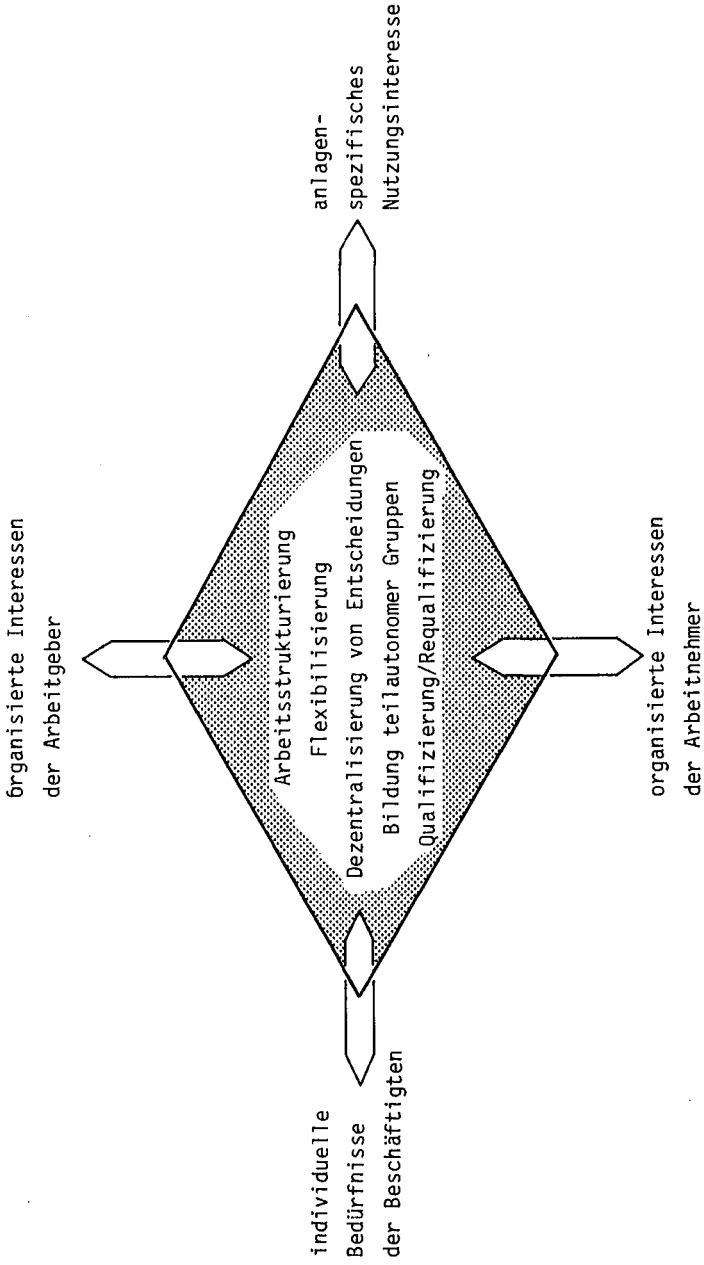 organisierte Interessen
der Arbeitgeber
individuelle
Bedürfnisse
der Beschäftigten
Arbeitsstrukturierung
Flexibilisierung
Dezentralisierung von Entscheidungen
Bildung teilautonomer Gruppen
Qualifizierung/Requalifizierung
anlagen-
spezifisches
Nutzungsinteresse
organisierte Interessen
der Arbeitnehmer